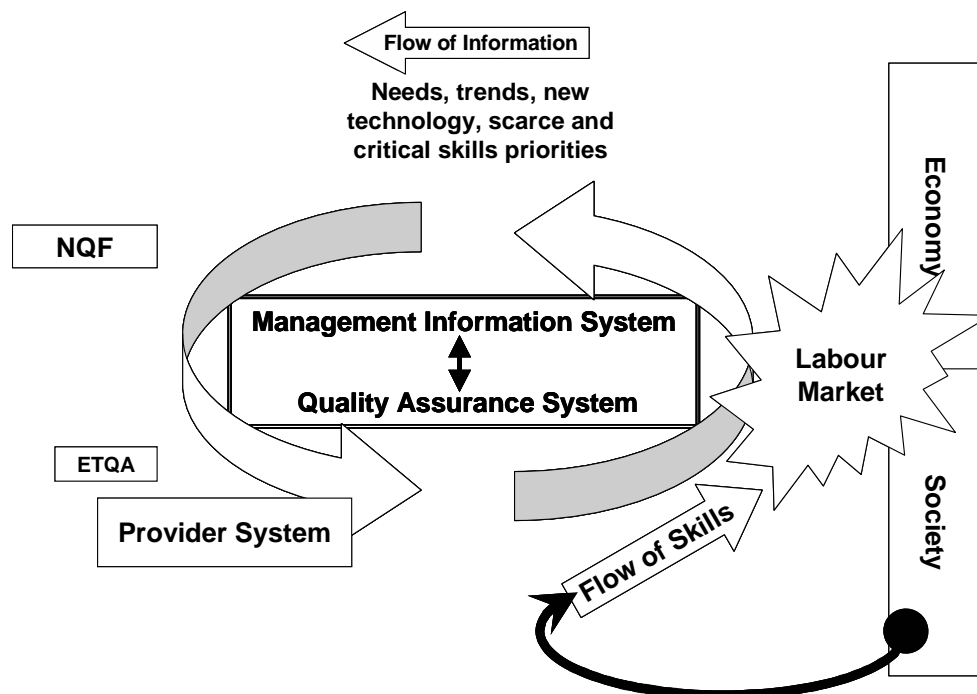 Flow of Information
Needs, trends, new
technology, scarce and
critical skills priorities
Economy
NQF
Management Information System
Labour
Market
Quality Assurance System
ETQA
Provider System
Flow of Skills
Society